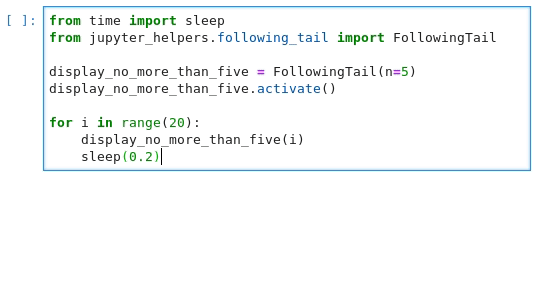 [ ]:
from time import sleep
from jupyter_helpers.following_tail import FollowingTail

display_no_more_than_five = FollowingTail(n=5)
display_no_more_than_five.activate()

for i in range(20):
    display_no_more_than_five(i)
    sleep(0.2)